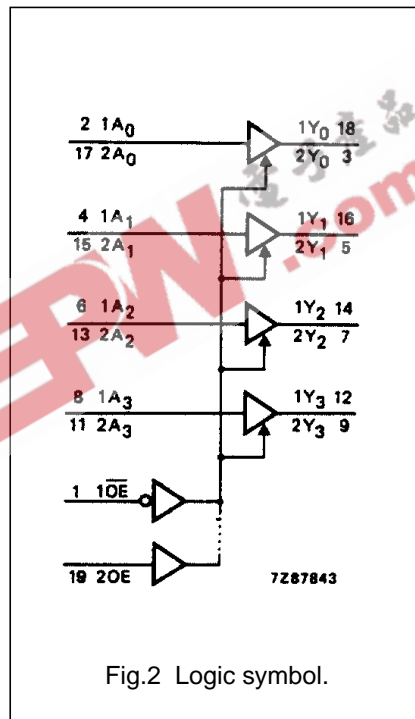 2 1A0 1Y0 18
17 2A0 2Y0 3
4 1A1 1Y1 16
15 2A1 2Y1 5
6 1A2 1Y2 14
13 2A2 2Y2 7
8 1A3 1Y3 12
11 2A3 2Y3 9
1 1O̅E̅
19 2OE
7Z87843
Fig.2 Logic symbol.
.com